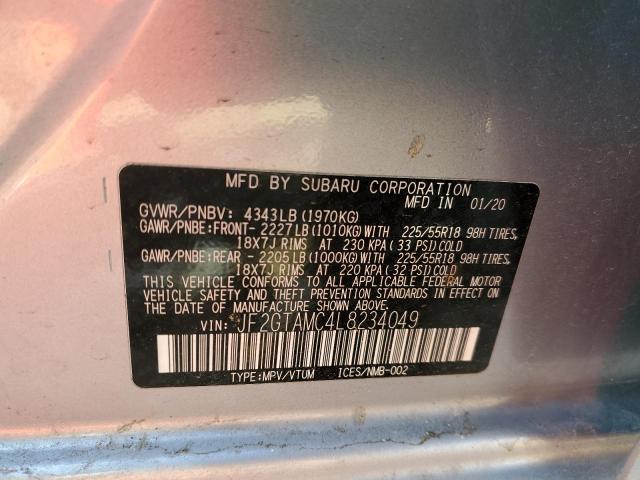 MFD BY SUBARU CORPORATION
MFD IN 01/20
GVWR/PNBV: 4343LB(1970KG)
GAWR/PNBE:FRONT- 2227LB(1010KG)WITH 225/55R18 98H TIRES,
18X7J RIMS AT 230 KPA(33 PSI)COLD
GAWR/PNBE:REAR - 2205LB(1000KG)WITH 225/55R18 98H TIRES,
18X7J RIMS AT 220 KPA(32 PSI)COLD
THIS VEHICLE CONFORMS TO ALL APPLICABLE FEDERAL MOTOR
VEHICLE SAFETY AND THEFT PREVENTION STANDARDS IN EFFECT ON
THE DATE OF MANUFACTURE SHOWN ABOVE.
VIN: JF2GTAMC4L8234049
TYPE:MPV/VTUM ICES/NMB-002